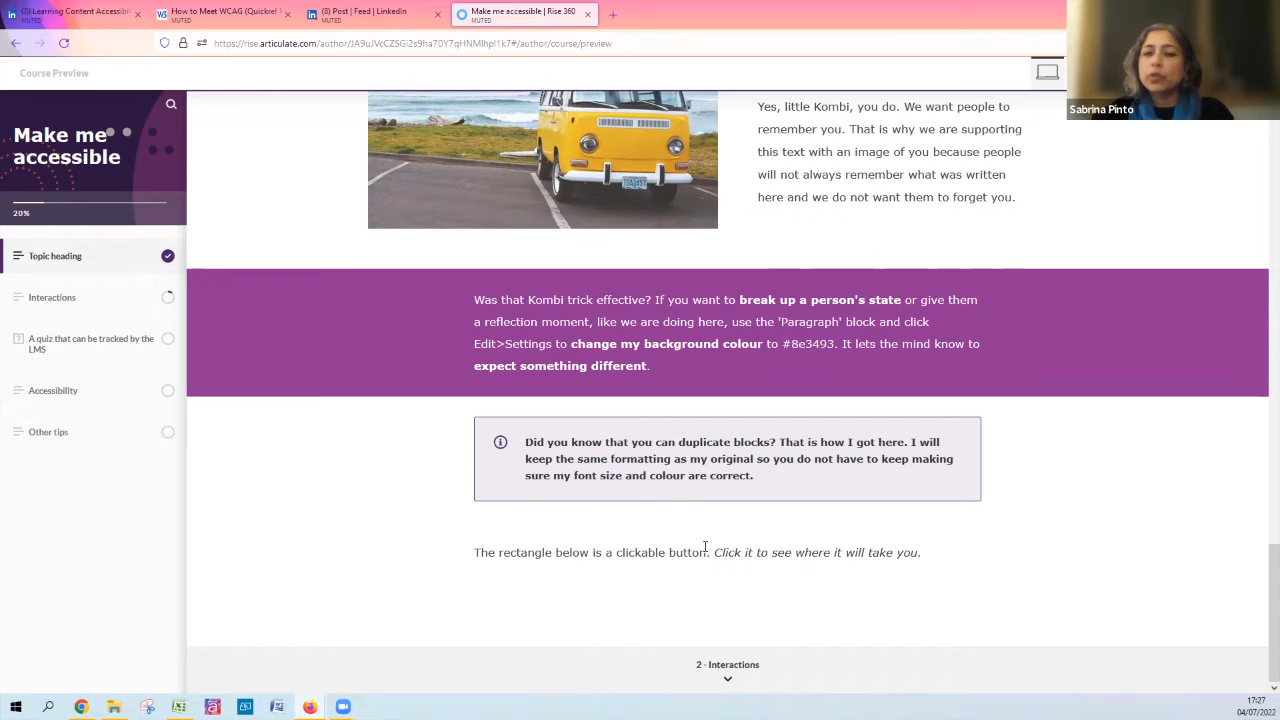 (8) Learning Content Accessibi
MUTED
How to Meet WCAG (Quickref
MUTED
(8) Post | Feed | LinkedIn
MUTED
Make me accessible | Rise 360
MUTED
Course Preview
Sabrina Pinto
Make me
accessible
20%
Topic heading
Interactions
A quiz that can be tracked by the
LMS
Accessibility
Other tips
Yes, little Kombi, you do. We want people to
remember you. That is why we are supporting
this text with an image of you because people
will not always remember what was written
here and we do not want them to forget you.
Was that Kombi trick effective? If you want to break up a person's state or give them
a reflection moment, like we are doing here, use the 'Paragraph' block and click
Edit>Settings to change my background colour to #8e3493. It lets the mind know to
expect something different.
Did you know that you can duplicate blocks? That is how I got here. I will
keep the same formatting as my original so you do not have to keep making
sure my font size and colour are correct.
The rectangle below is a clickable button. Click it to see where it will take you.
2 - Interactions
17:27
04/07/2022